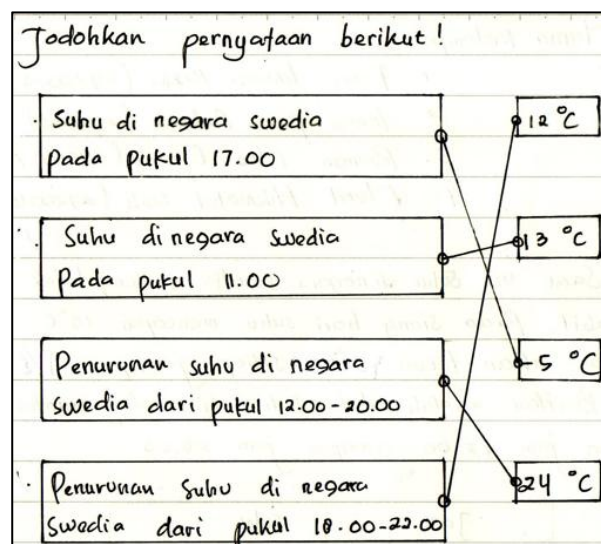 Jodohkan pernyataan berikut!
Suhu di negara swedia
pada pukul 17.00
12 °C
Suhu di negara Swedia
Pada pukul 11.00
13 °C
Penurunan suhu di negara
swedia dari pukul 12.00-20.00
-5 °C
Penurunan Suhu di negara
Swedia dari pukul 18.00-22.00
24 °C